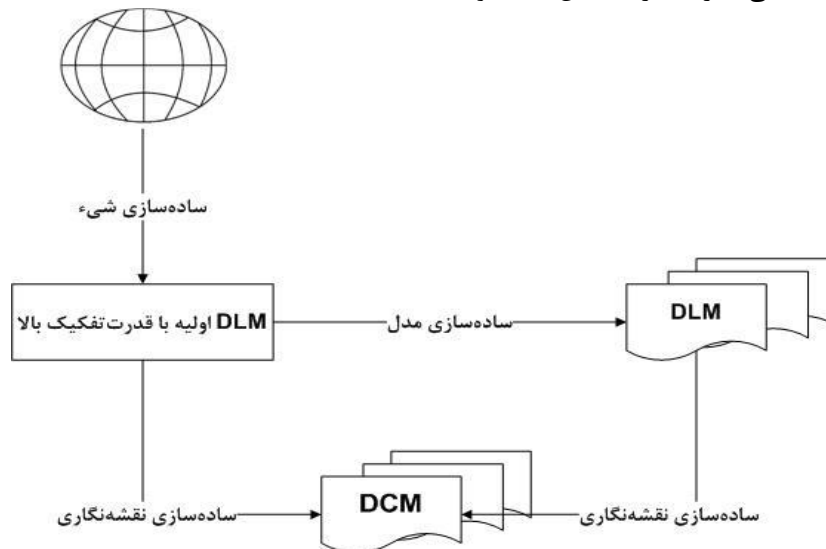 ساده‌سازی شیء
DLM اولیه با قدرت تفکیک بالا
ساده‌سازی مدل
DLM
ساده‌سازی نقشه‌نگاری
DCM
ساده‌سازی نقشه‌نگاری